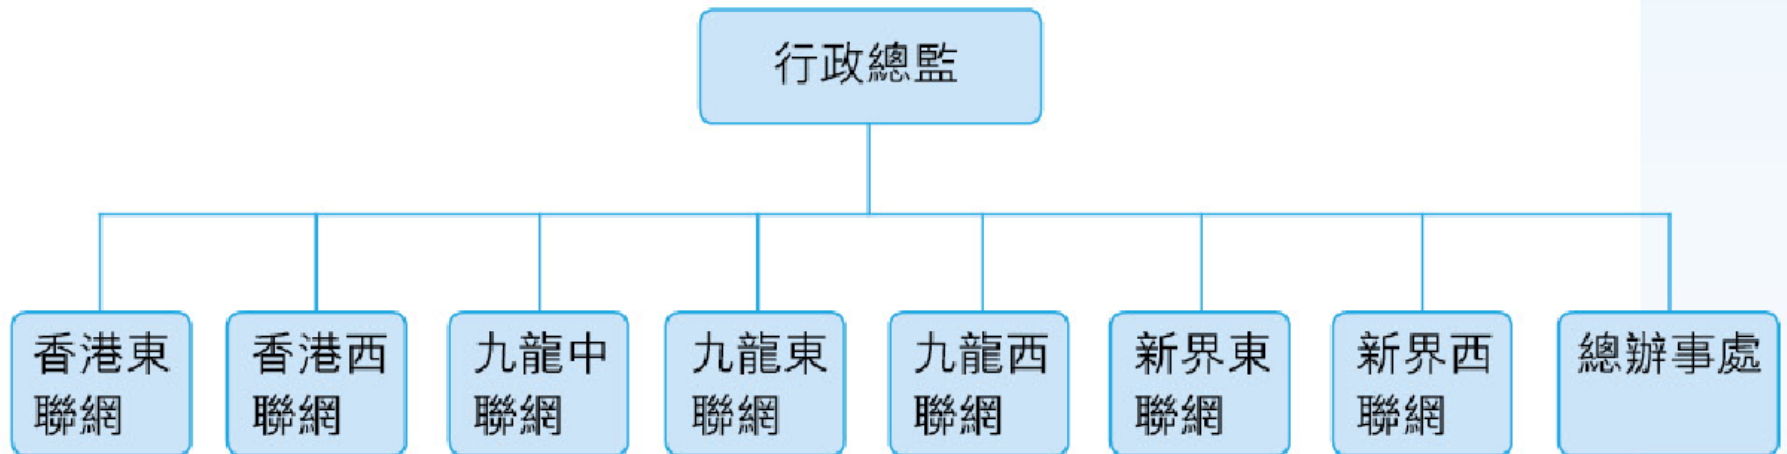 行政總監
香港東
聯網
香港西
聯網
九龍中
聯網
九龍東
聯網
九龍西
聯網
新界東
聯網
新界西
聯網
總辦事處